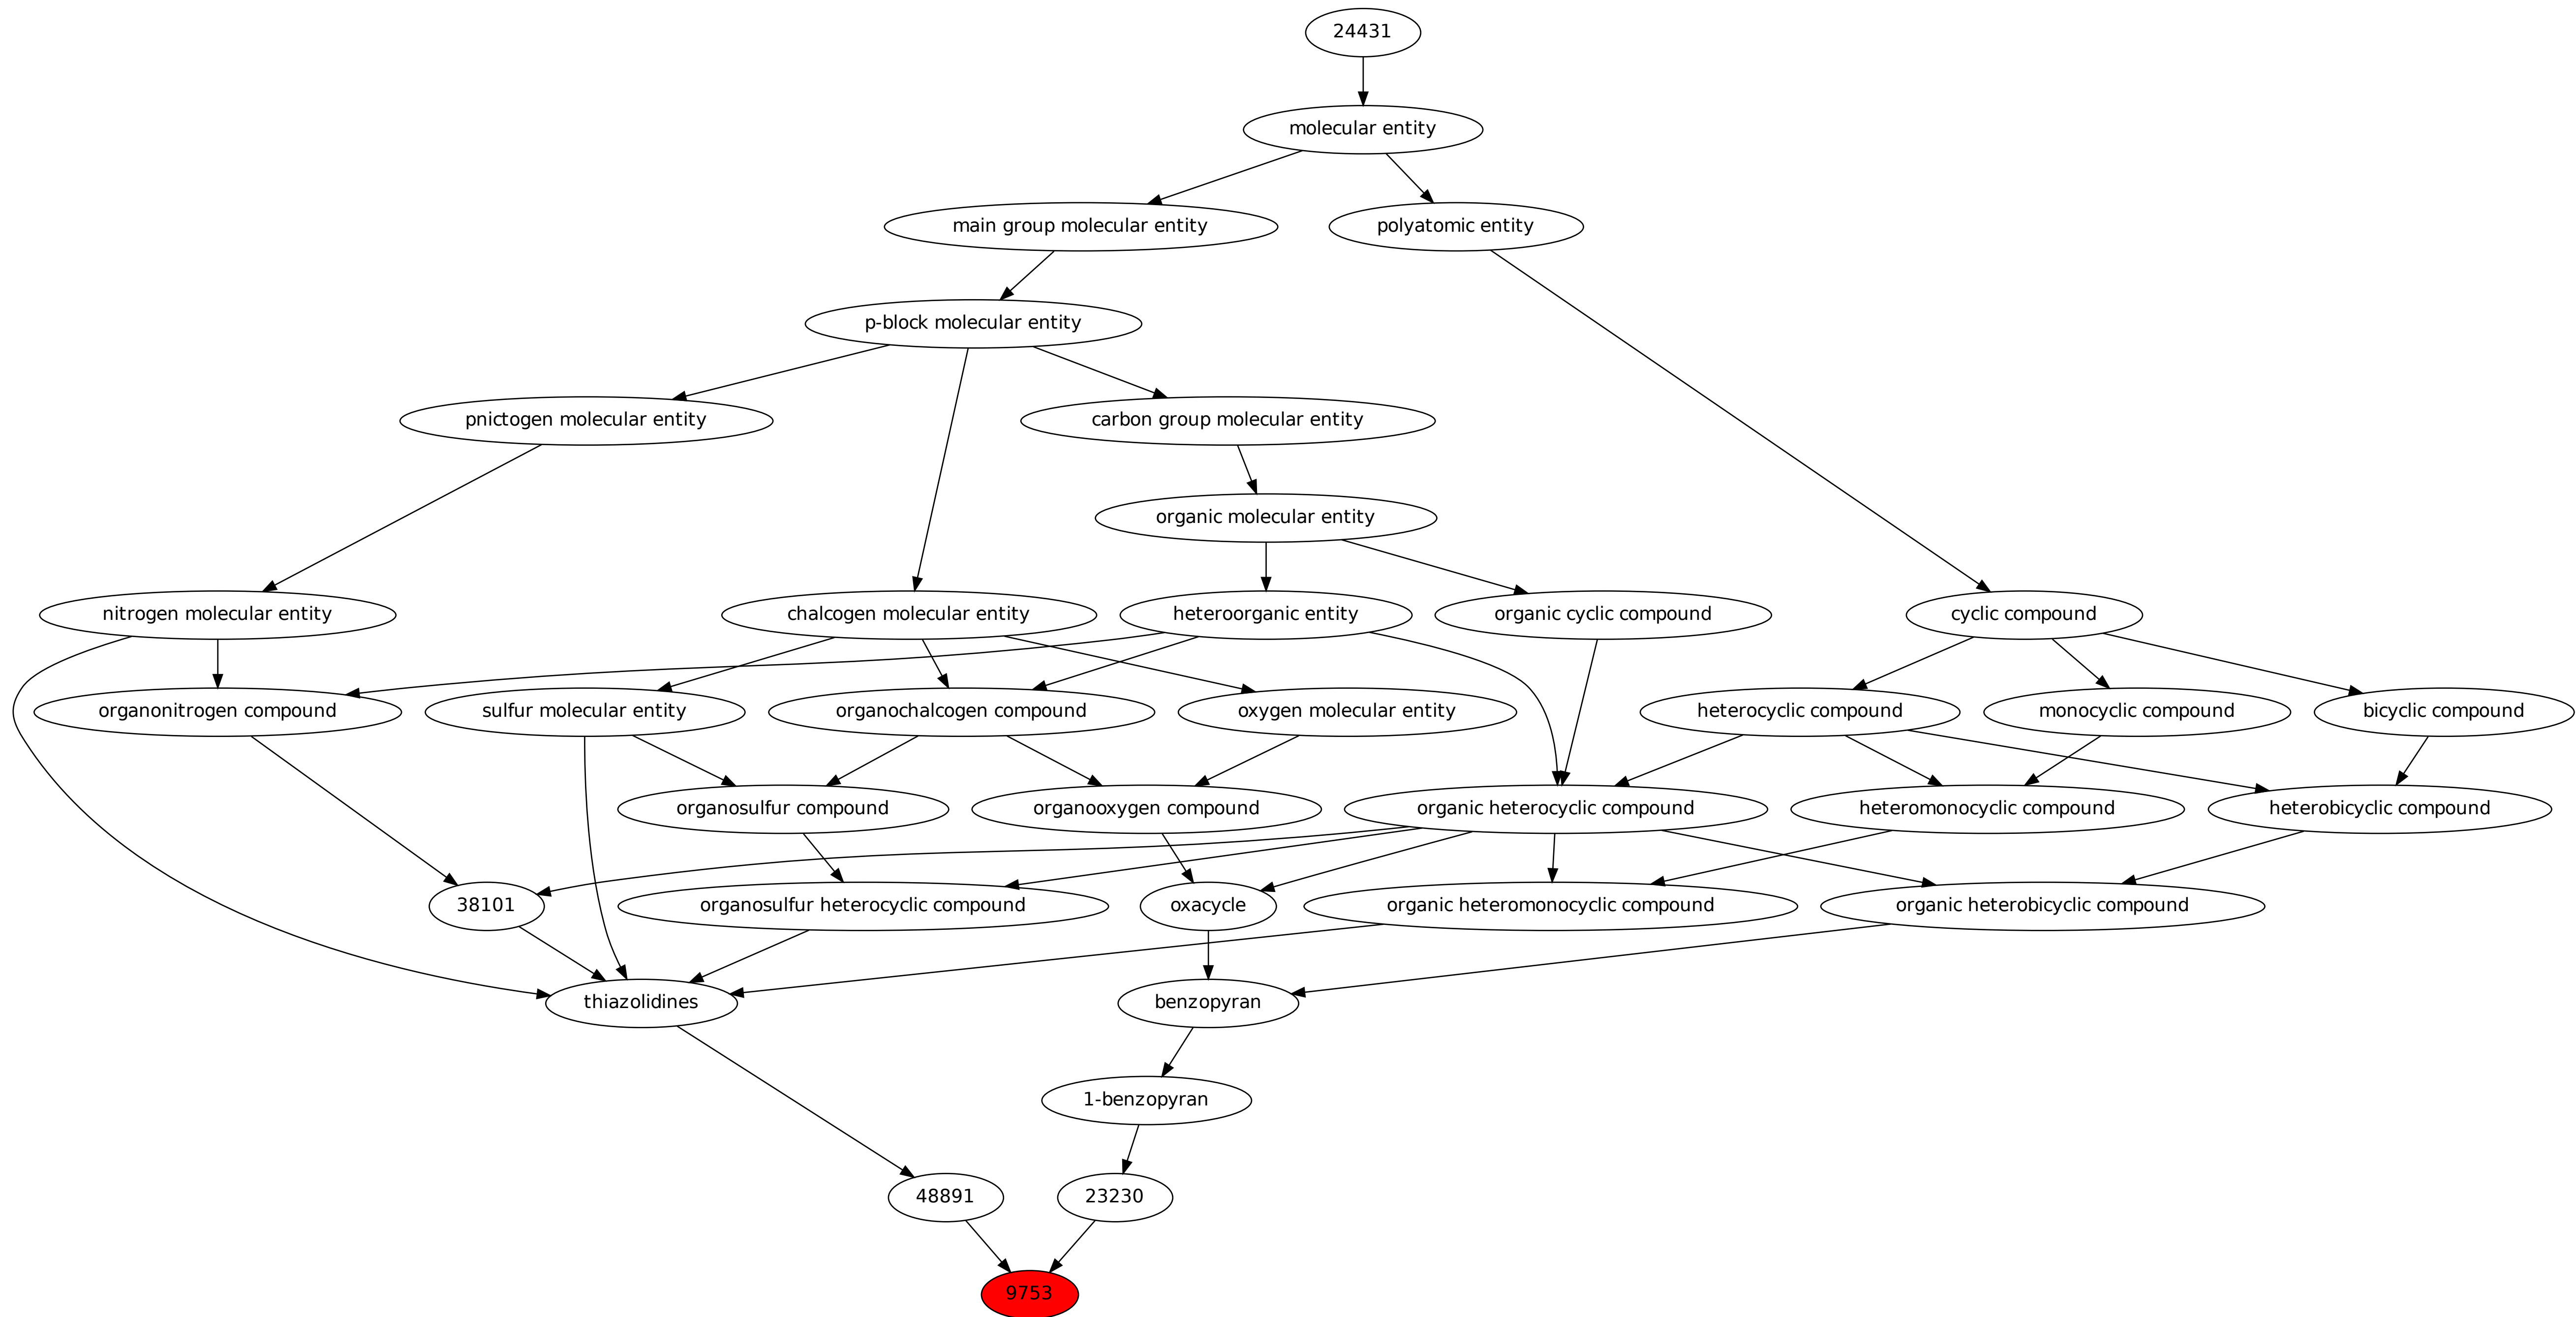 24431
molecular entity
main group molecular entity
polyatomic entity
p-block molecular entity
pnictogen molecular entity
carbon group molecular entity
organic molecular entity
nitrogen molecular entity
chalcogen molecular entity
heteroorganic entity
organic cyclic compound
cyclic compound
organonitrogen compound
sulfur molecular entity
organochalcogen compound
oxygen molecular entity
heterocyclic compound
monocyclic compound
bicyclic compound
organosulfur compound
organooxygen compound
organic heterocyclic compound
heteromonocyclic compound
heterobicyclic compound
38101
organosulfur heterocyclic compound
oxacycle
organic heteromonocyclic compound
organic heterobicyclic compound
thiazolidines
benzopyran
1-benzopyran
48891
23230
9753